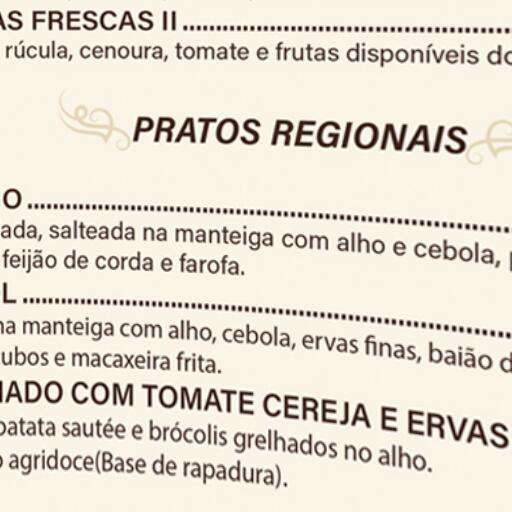 AS FRESCAS II
rúcula, cenoura, tomate e frutas disponíveis do
PRATOS REGIONAIS
O
ada, salteada na manteiga com alho e cebola,
feijão de corda e farofa.
L
na manteiga com alho, cebola, ervas finas, baião d
cubos e macaxeira frita.
HADO COM TOMATE CEREJA E ERVAS
batata sautée e brócolis grelhados no alho.
o agridoce(Base de rapadura).